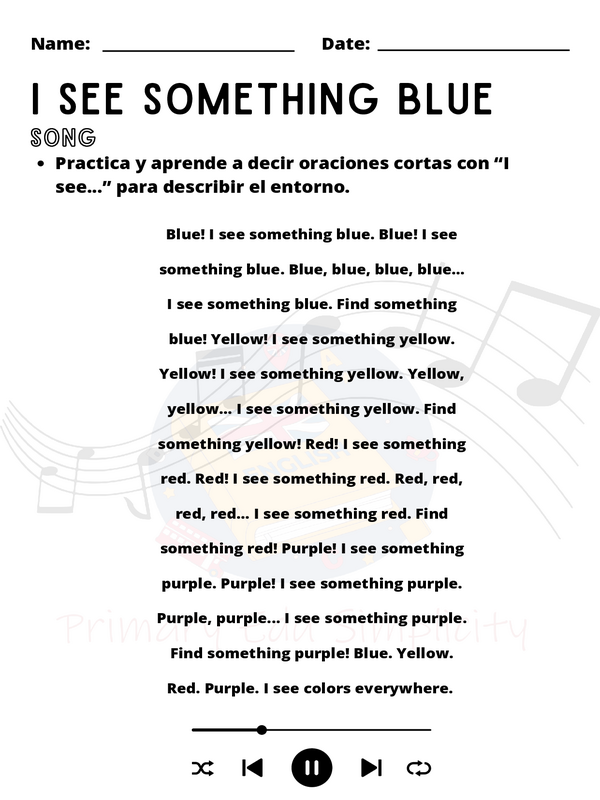 Name:
Date:
I SEE SOMETHING BLUE
SONG
• Practica y aprende a decir oraciones cortas con “I
see...” para describir el entorno.
Blue! I see something blue. Blue! I see
something blue. Blue, blue, blue, blue...
I see something blue. Find something
blue! Yellow! I see something yellow.
Yellow! I see something yellow. Yellow,
yellow... I see something yellow. Find
something yellow! Red! I see something
red. Red! I see something red. Red, red,
red, red... I see something red. Find
something red! Purple! I see something
purple. Purple! I see something purple.
Purple, purple... I see something purple.
Find something purple! Blue. Yellow.
Red. Purple. I see colors everywhere.
ENGLISH
Primary Edu Simplicity